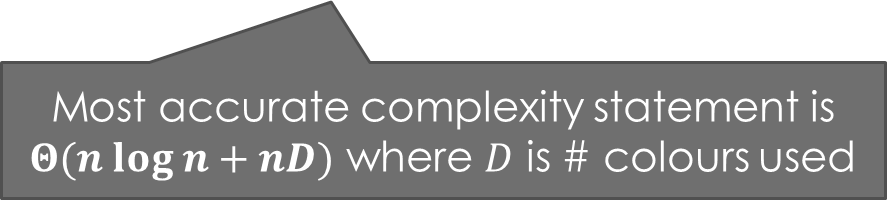 Most accurate complexity statement is
Θ(n log n + nD) where D is # colours used